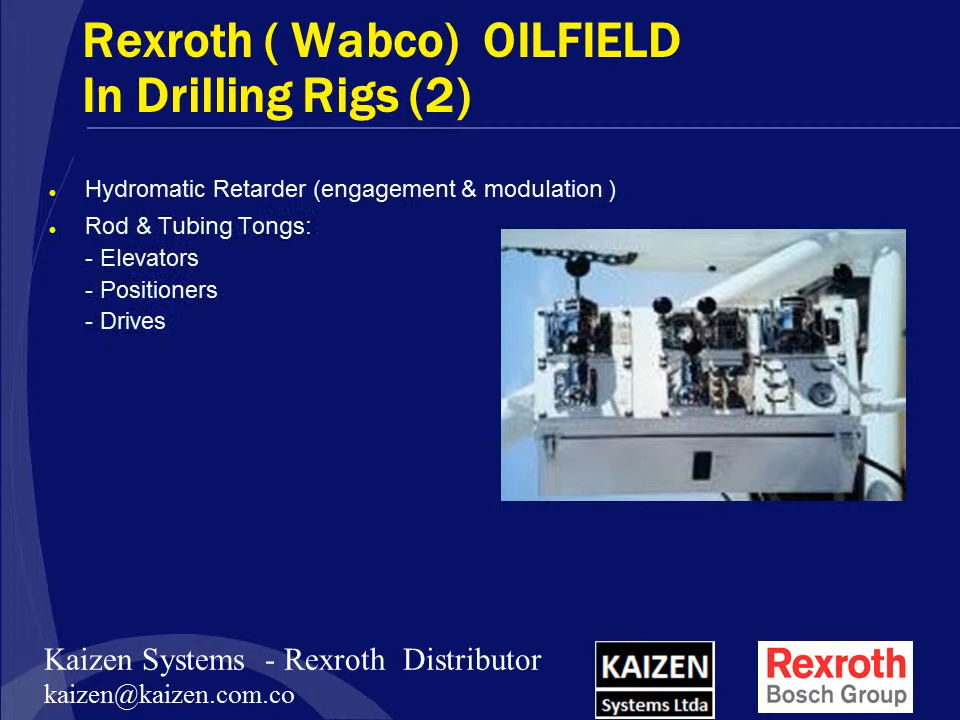 Rexroth ( Wabco) OILFIELD
In Drilling Rigs (2)
Hydromatic Retarder (engagement & modulation )
Rod & Tubing Tongs:
- Elevators
- Positioners
- Drives
Kaizen Systems - Rexroth Distributor
kaizen@kaizen.com.co
KAIZEN
Systems Ltda
Rexroth
Bosch Group